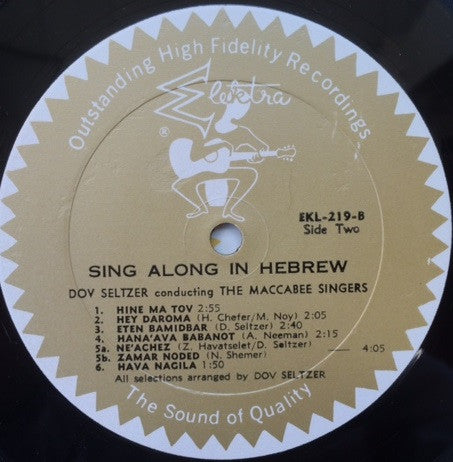 Outstanding High Fidelity Recordings
Elektra
®
EKL-219-B
Side Two
SING ALONG IN HEBREW
DOV SELTZER conducting THE MACCABEE SINGERS
1. HINE MA TOV 2:55
2. HEY DAROMA (H. Chefer/M. Noy) 3:05
3. ETEN BAMIDBAR (D. Seltzer) 2:40
4. HANA'AVA BABANOT (A. Neeman) 2:15
5a. NE'ACHEZ (Z. Havatselet/D. Seltzer)
5b. ZAMAR NODED (N. Shemer) 4:05
6. HAVA NAGILA 1:50
All selections arranged by DOV SELTZER
The Sound of Quality